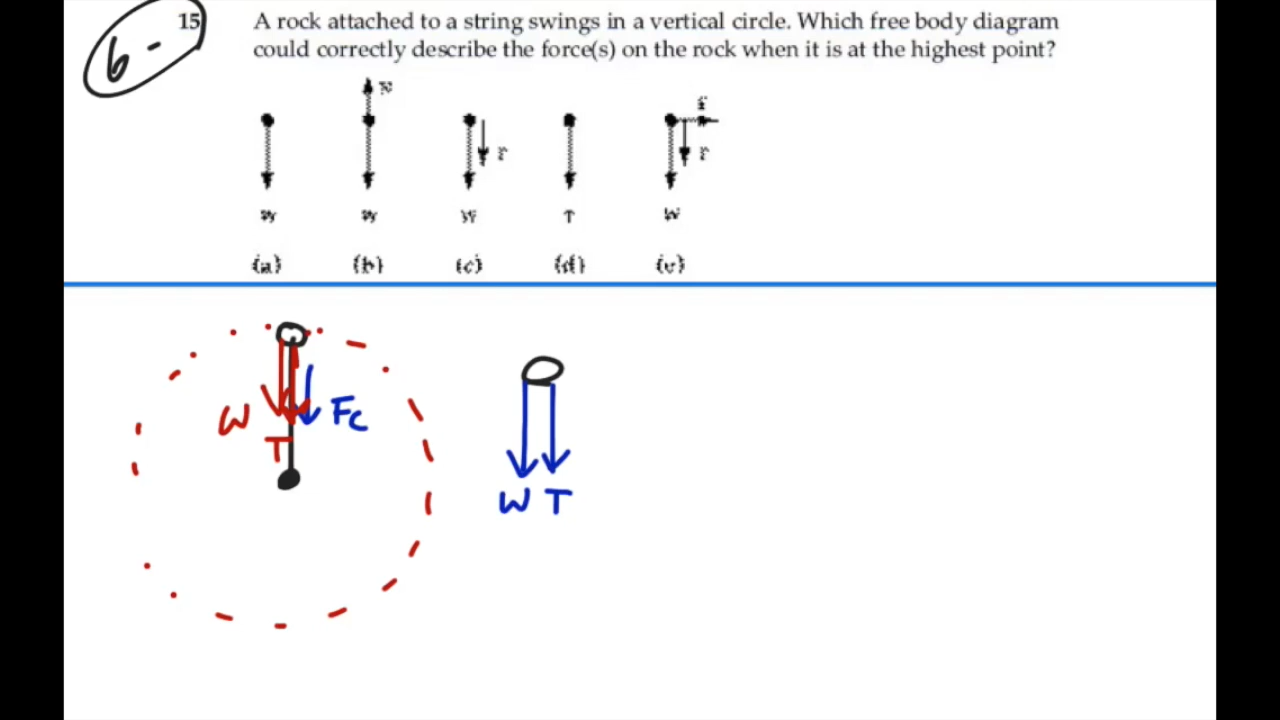 6-
15) A rock attached to a string swings in a vertical circle. Which free body diagram
could correctly describe the force(s) on the rock when it is at the highest point?
W W W T W
(a) (b) (c) (d)
W T Fc
W T